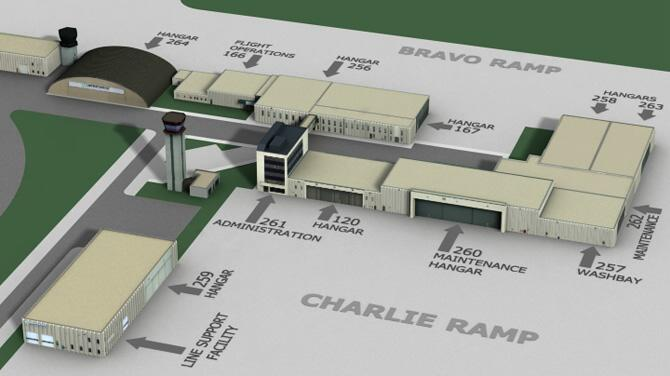 HANGAR
264
FLIGHT
OPERATIONS
166
HANGAR
256
BRAVO RAMP
HANGARS
258
263
HANGAR
167
261
ADMINISTRATION
120
HANGAR
260
MAINTENANCE
HANGAR
262
MAINTENANCE
257
WASHBAY
259
HANGAR
CHARLIE RAMP
LINE SUPPORT
FACILITY